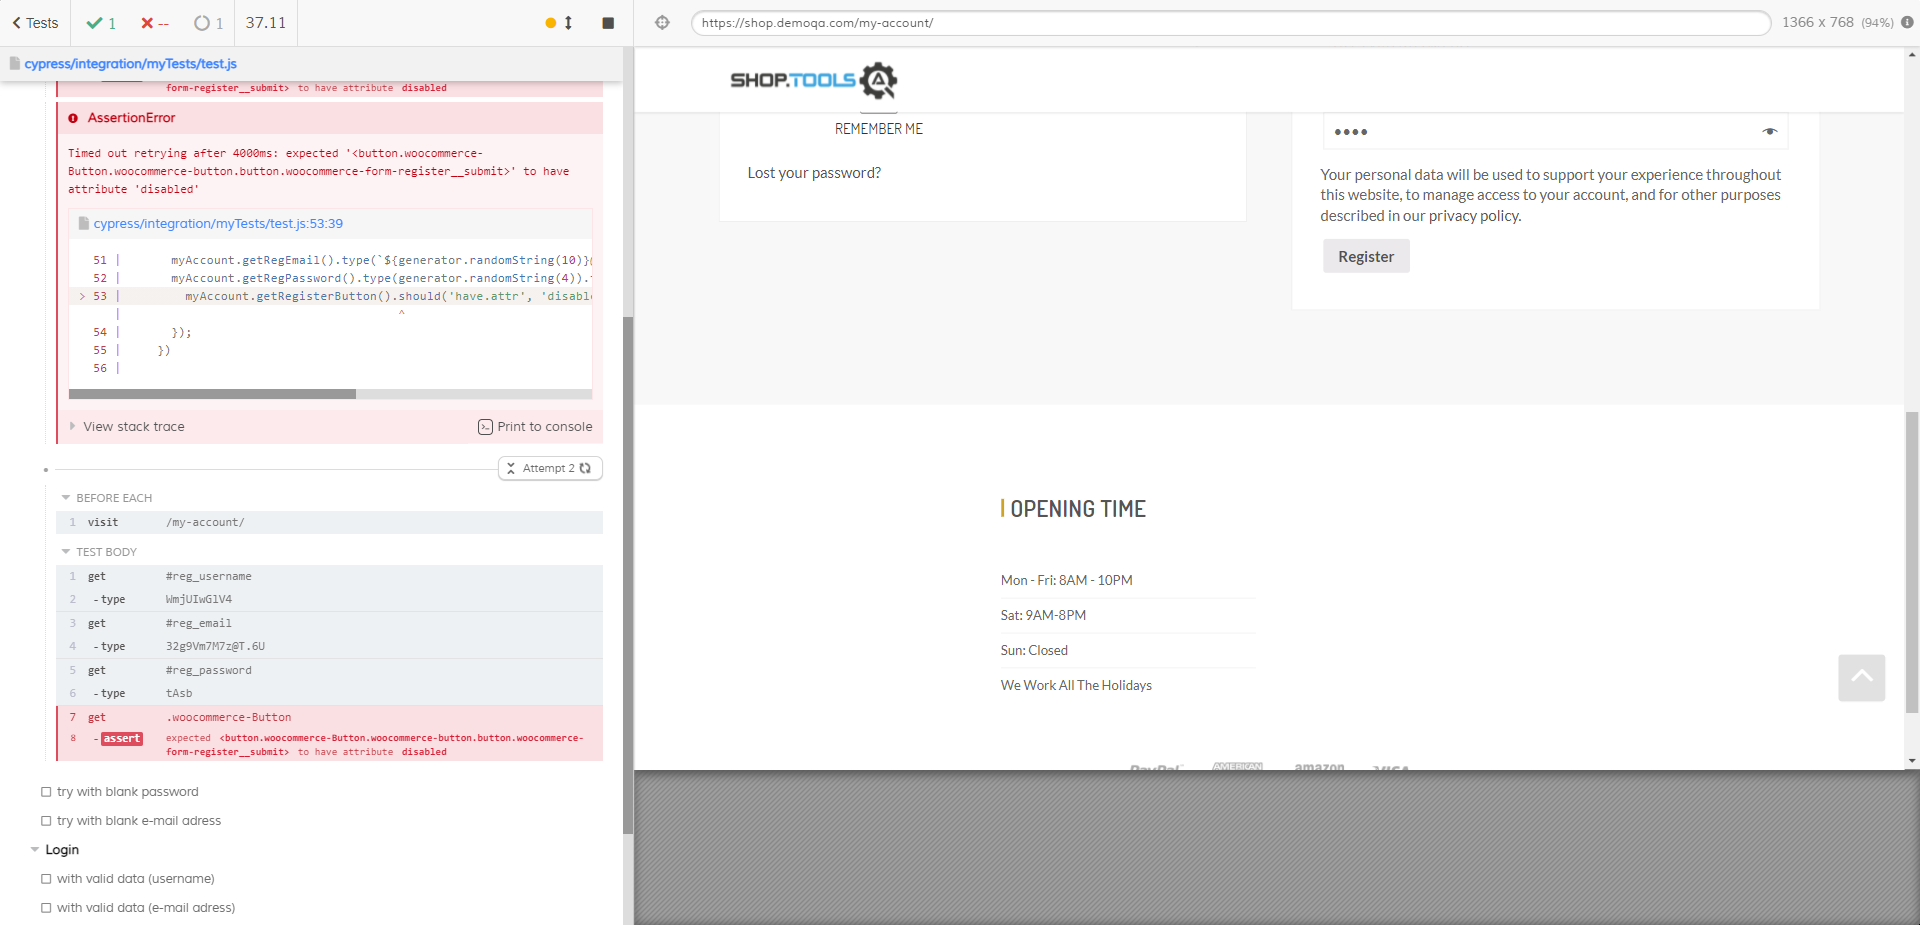 Tests
1
--
1
37.11
https://shop.demoqa.com/my-account/
1366 x 768 (94%)
cypress/integration/myTests/test.js
form-register__submit> to have attribute disabled
AssertionError
Timed out retrying after 4000ms: expected '<button.woocommerce-
Button.woocommerce-button.button.woocommerce-form-register__submit>' to have
attribute 'disabled'
cypress/integration/myTests/test.js:53:39
51 | myAccount.getRegEmail().type(`${generator.randomString(10)}@
52 | myAccount.getRegPassword().type(generator.randomString(4)).
> 53 | myAccount.getRegisterButton().should('have.attr', 'disabl
| ^
54 | });
55 | })
56 |
View stack trace
Print to console
Attempt 2
BEFORE EACH
1 visit /my-account/
TEST BODY
1 get #reg_username
2 -type WmjUIwGlV4
3 get #reg_email
4 -type 32g9Vm7M7z@T.6U
5 get #reg_password
6 -type tAsb
7 get .woocommerce-Button
8 -assert expected <button.woocommerce-Button.woocommerce-button.button.woocommerce-
form-register__submit> to have attribute disabled
try with blank password
try with blank e-mail adress
Login
with valid data (username)
with valid data (e-mail adress)
SHOP.TOOLS
REMEMBER ME
Lost your password?
Your personal data will be used to support your experience throughout
this website, to manage access to your account, and for other purposes
described in our privacy policy.
Register
OPENING TIME
Mon - Fri: 8AM - 10PM
Sat: 9AM-8PM
Sun: Closed
We Work All The Holidays
PayPal
AMERICAN
amazon
VISA